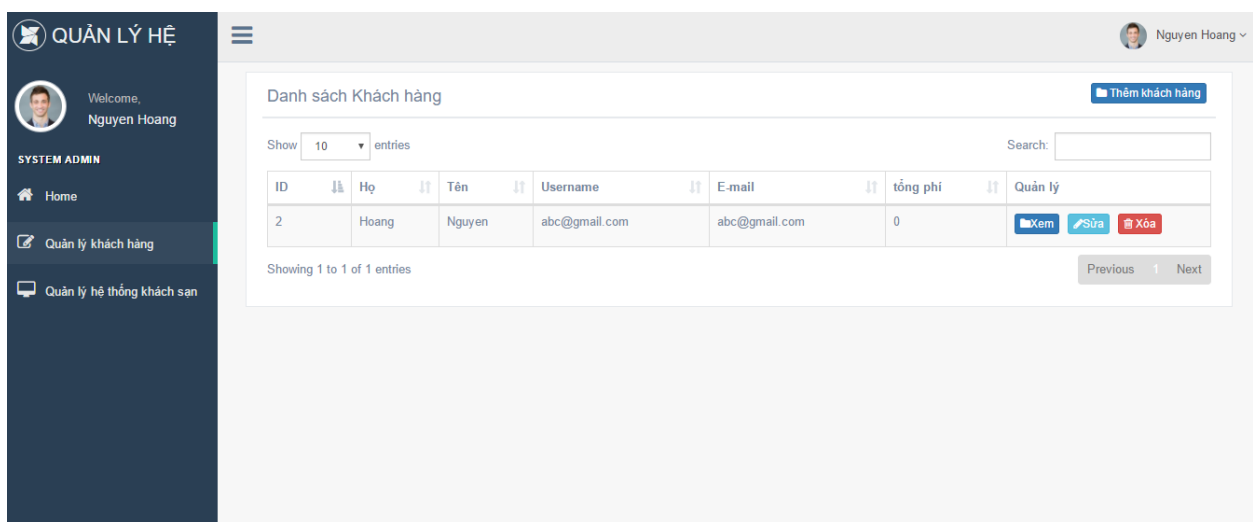 QUẢN LÝ HỆ
Nguyen Hoang
Welcome,
Nguyen Hoang
SYSTEM ADMIN
Home
Quản lý khách hàng
Quản lý hệ thống khách sạn
Danh sách Khách hàng
Thêm khách hàng
Show 10 entries
Search:
ID Họ Tên Username E-mail tổng phí Quản lý
2 Hoang Nguyen abc@gmail.com abc@gmail.com 0 Xem Sửa Xóa
Showing 1 to 1 of 1 entries
Previous 1 Next